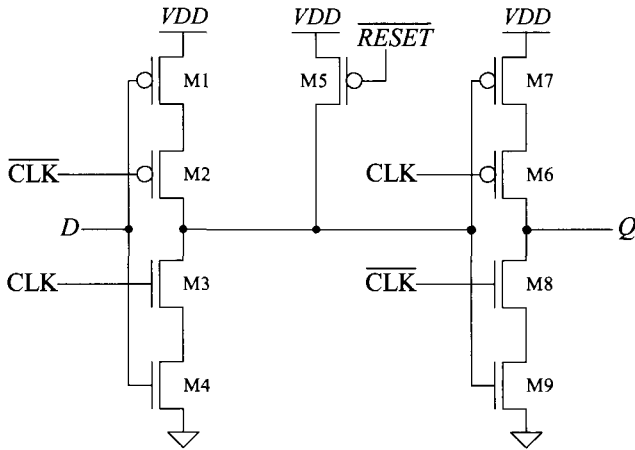 VDD VDD VDD
RESET
M1 M5 M7
CLK M2 CLK M6
D Q
CLK M3 CLK M8
M4 M9